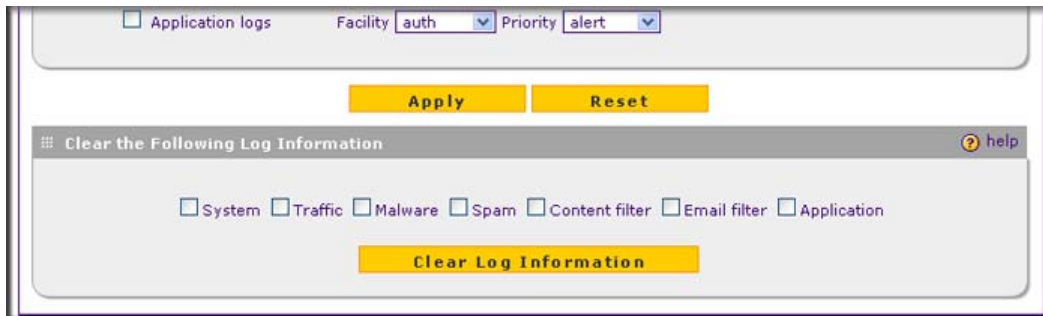 Application logs Facility auth Priority alert
Apply Reset
Clear the Following Log Information help
System Traffic Malware Spam Content filter Email filter Application
Clear Log Information